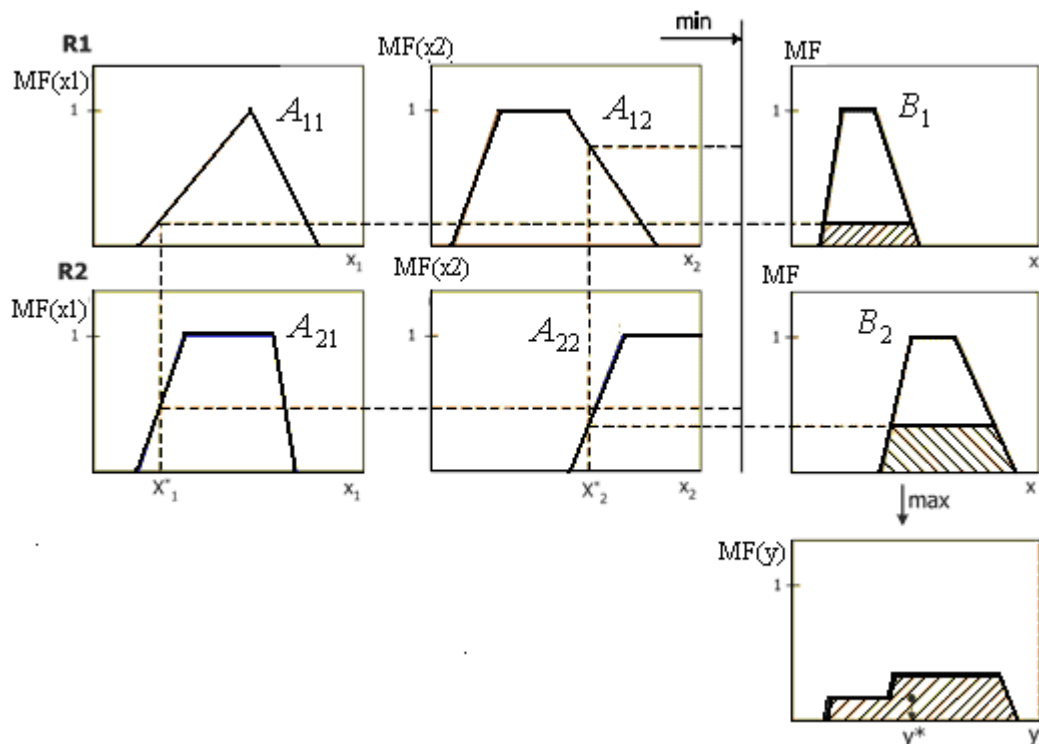 min
R1
MF(x1)
1
A11
x1
MF(x2)
1
A12
x2
MF
1
B1
x
R2
MF(x1)
1
A21
X*1
x1
MF(x2)
1
A22
X*2
x2
MF
1
B2
x
max
MF(y)
1
y*
y